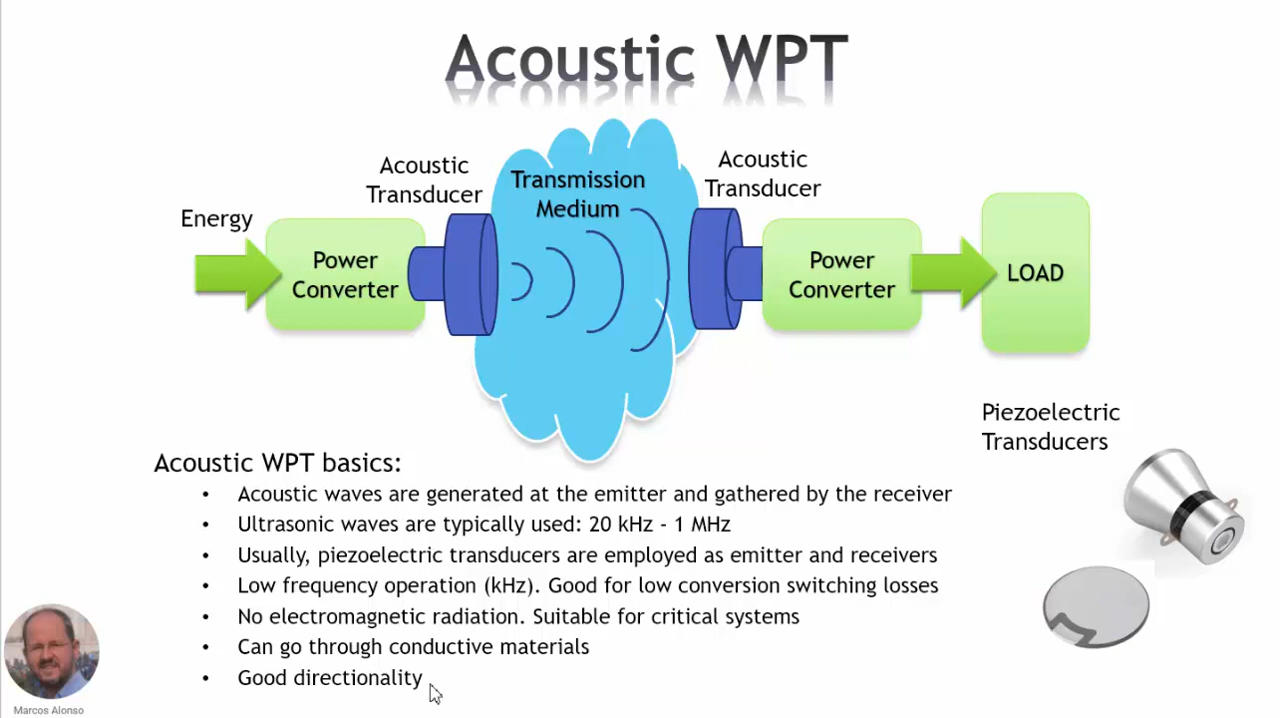 Acoustic WPT
Acoustic
Transducer
Transmission
Medium
Acoustic
Transducer
Energy
Power
Converter
Power
Converter
LOAD
Piezoelectric
Transducers
Acoustic WPT basics:
• Acoustic waves are generated at the emitter and gathered by the receiver
• Ultrasonic waves are typically used: 20 kHz - 1 MHz
• Usually, piezoelectric transducers are employed as emitter and receivers
• Low frequency operation (kHz). Good for low conversion switching losses
• No electromagnetic radiation. Suitable for critical systems
• Can go through conductive materials
• Good directionality
Marcos Alonso